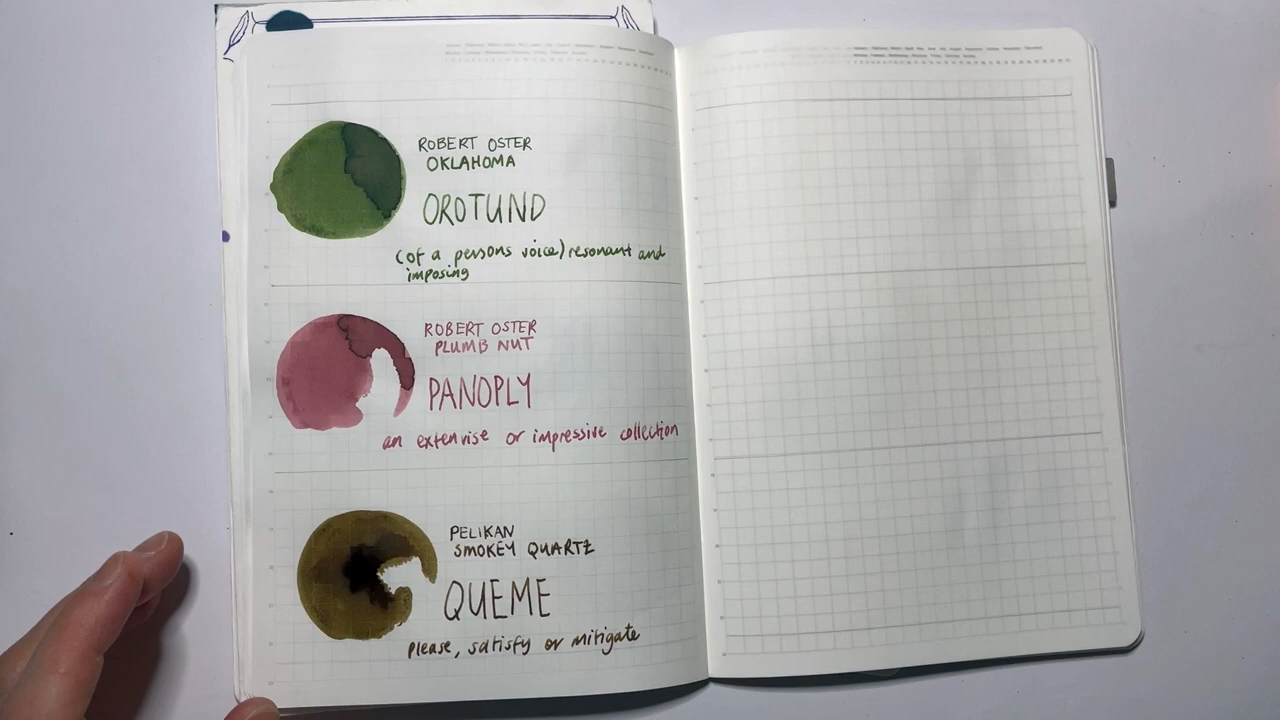 ROBERT OSTER
OKLAHOMA
OROTUND
(of a persons voice) resonant and
imposing
ROBERT OSTER
PLUMB NUT
PANOPLY
an extenvise or impressive collection
PELIKAN
SMOKEY QUARTZ
QUEME
please, satisfy or mitigate